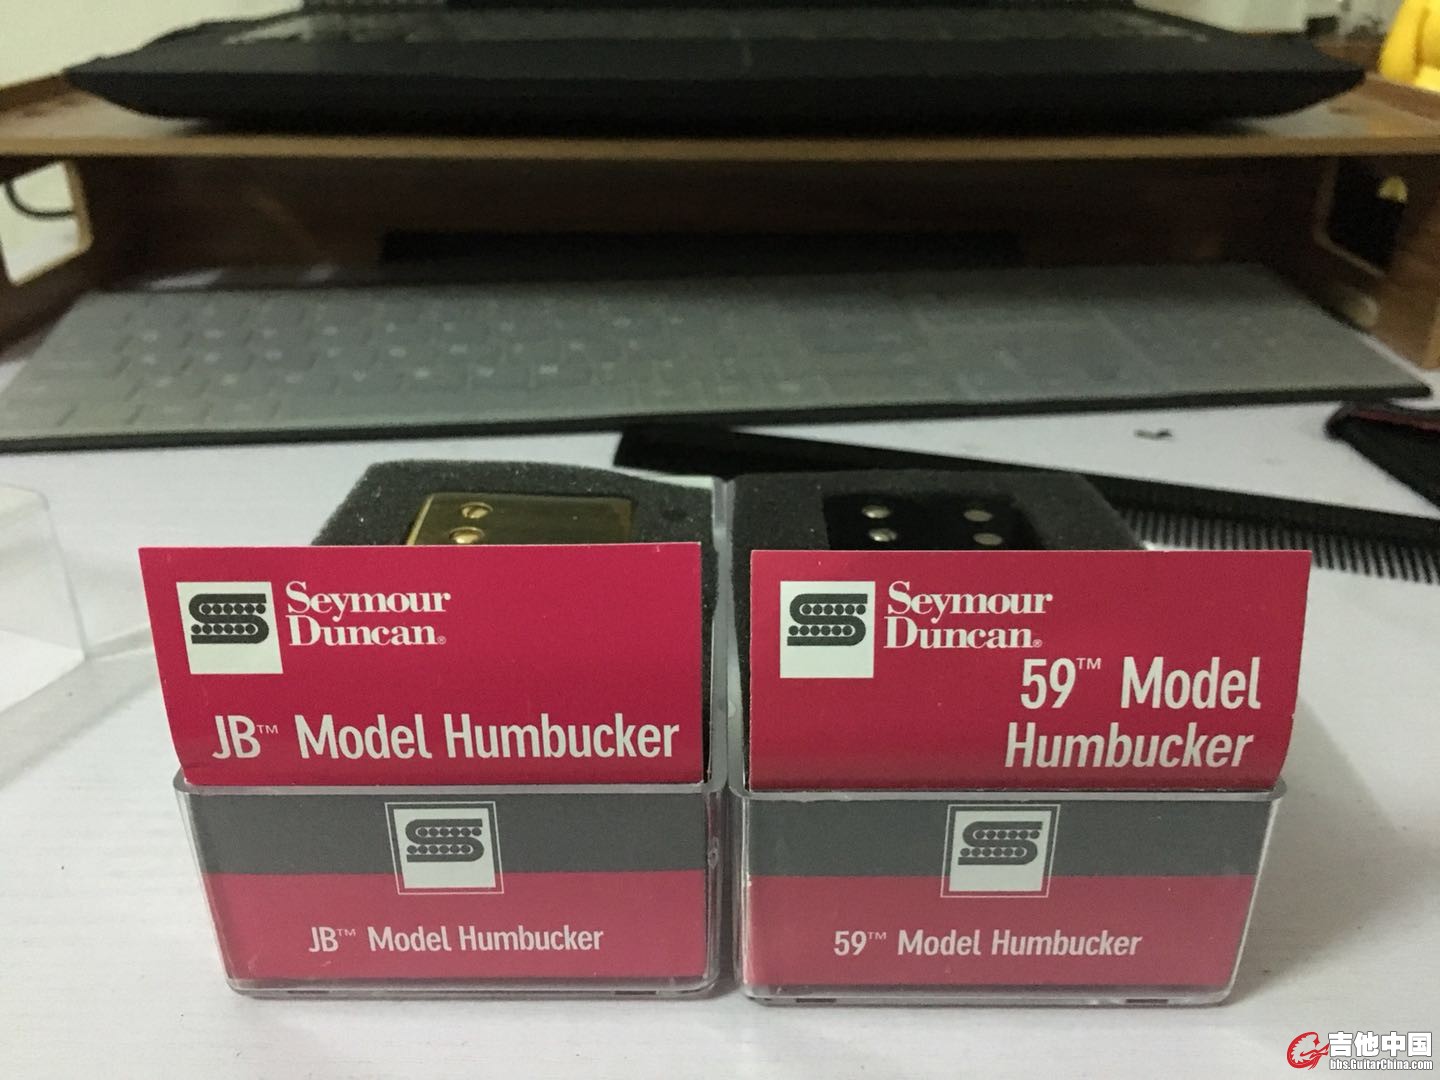 Seymour
Duncan®
JB™ Model Humbucker
JB™ Model Humbucker
Seymour
Duncan®
59™ Model
Humbucker
59™ Model Humbucker
吉他中国
bbs.GuitarChina.com